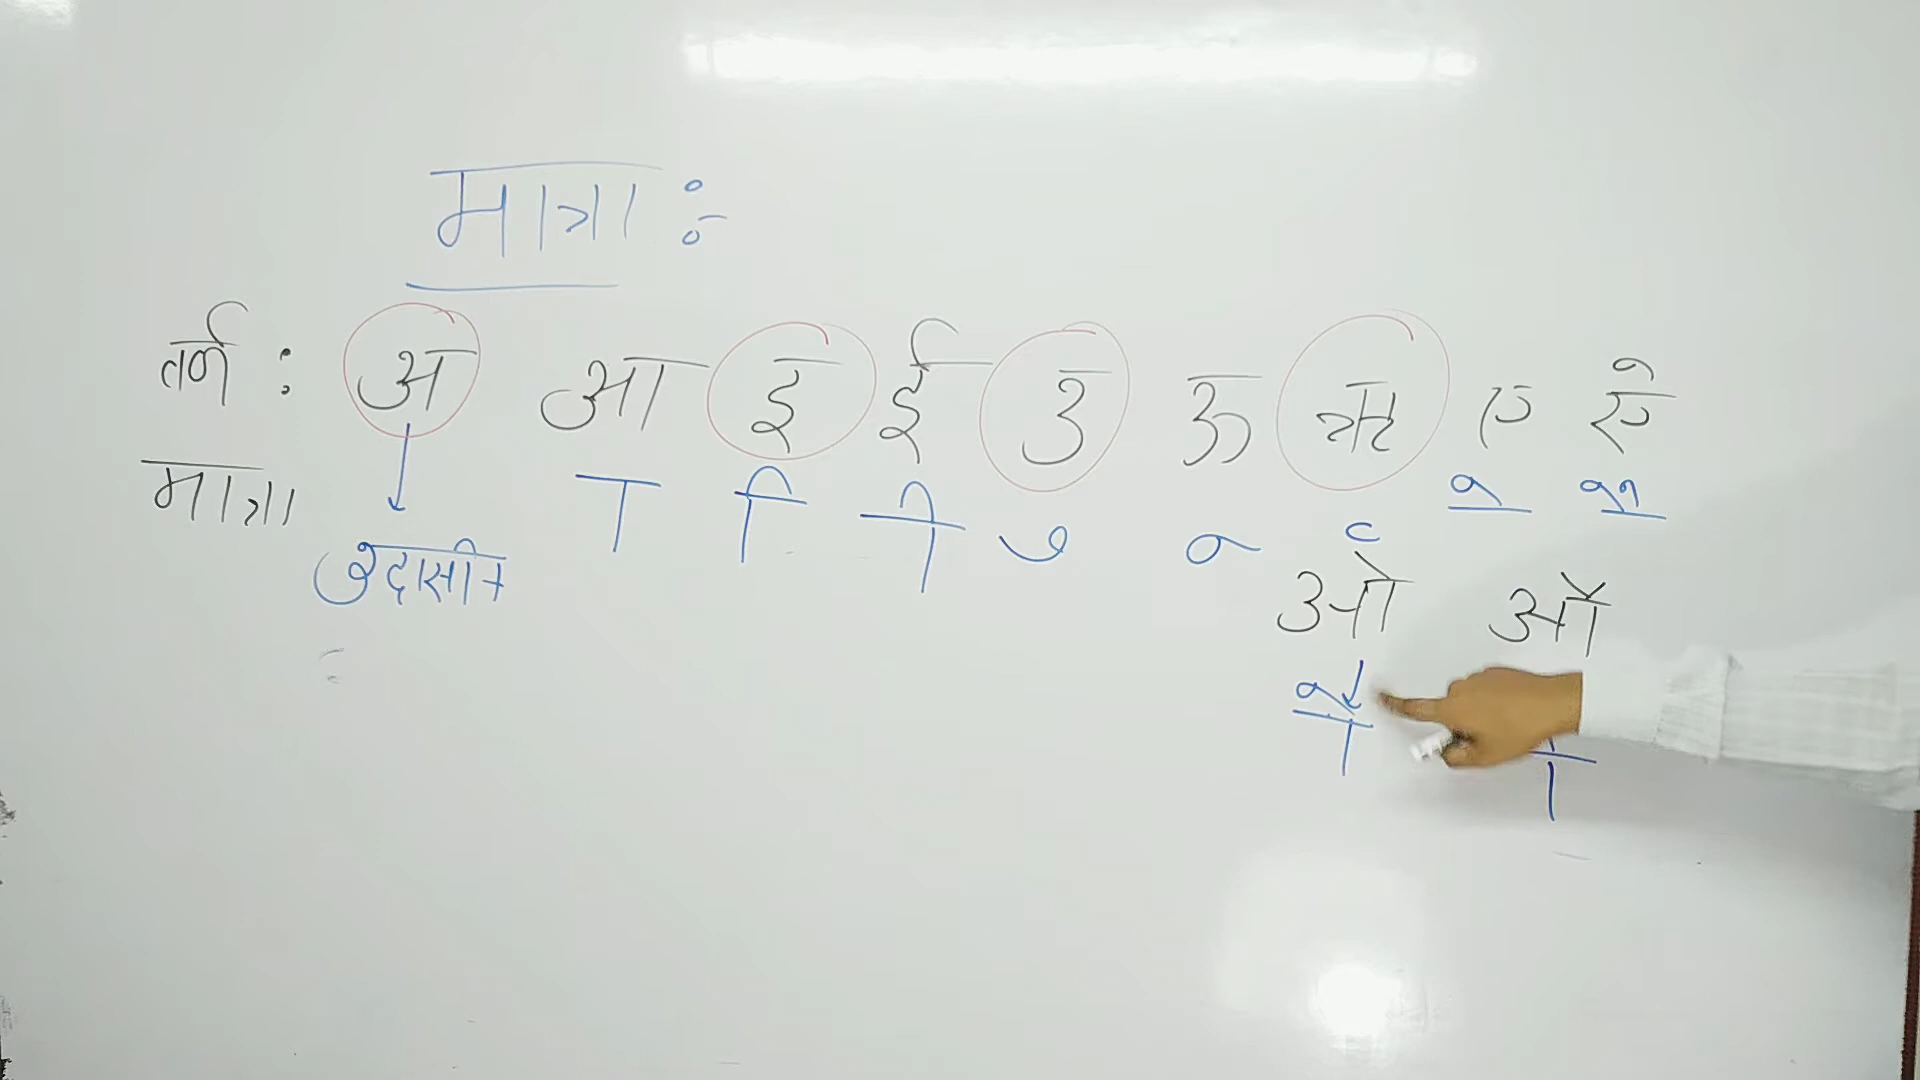 मात्रा :-
वर्ण : अ आ इ ई उ ऊ ऋ ए ऐ
मात्रा उदासीन ा ि ी ु ू ृ े ै
ओ औ
ो